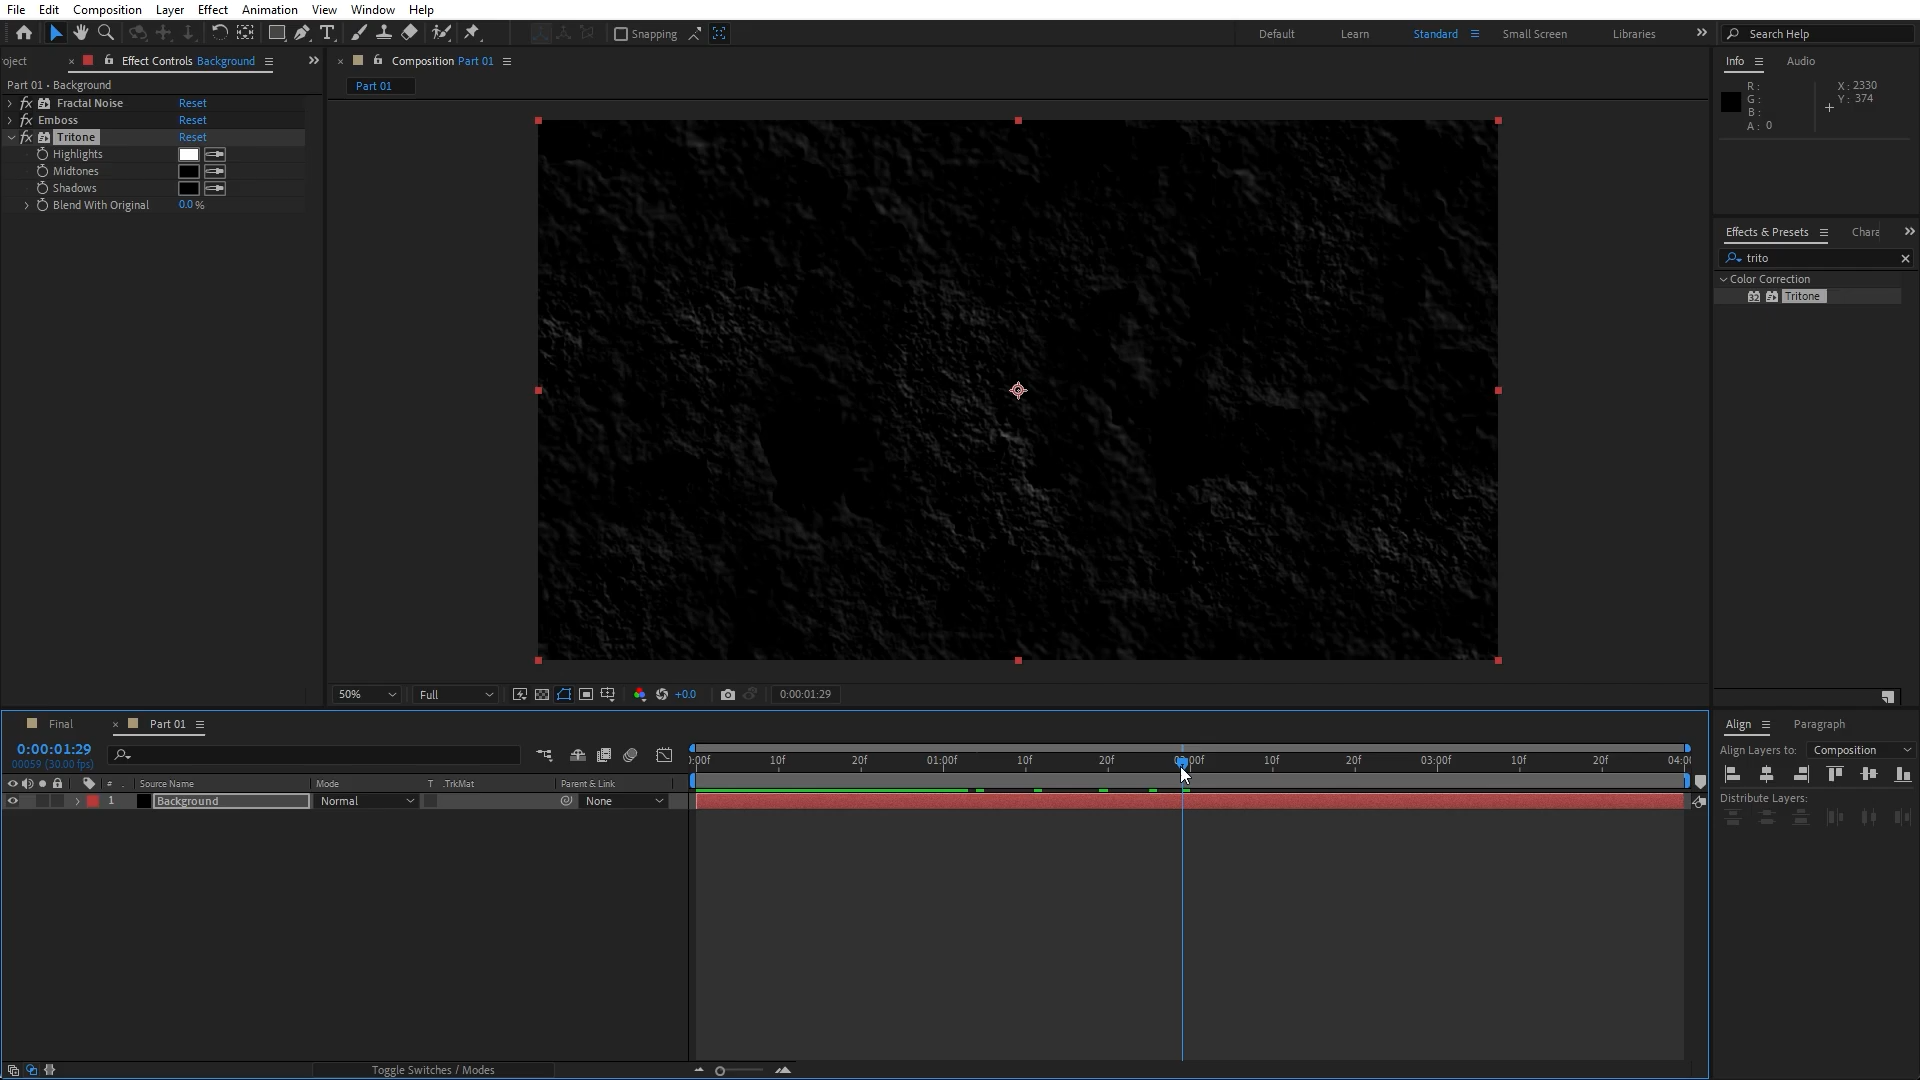 File Edit Composition Layer Effect Animation View Window Help
Snapping
Default Learn Standard Small Screen Libraries Search Help
oject Effect Controls Background
Part 01 • Background
fx Fractal Noise Reset
fx Emboss Reset
fx Tritone Reset
Highlights
Midtones
Shadows
Blend With Original 0.0 %
Composition Part 01
Part 01
Info Audio
R :
G :
B :
A : 0
X : 2330
Y : 374
Effects & Presets Chara
trito
Color Correction
32 Tritone
50% Full +0.0 0:00:01:29
Final Part 01
0:00:01:29
00059 (30.00 fps)
# Source Name Mode T .TrkMat Parent & Link
1 Background Normal None
):00f 10f 20f 01:00f 10f 20f 02:00f 10f 20f 03:00f 10f 20f 04:0(
Toggle Switches / Modes
Align Paragraph
Align Layers to: Composition
Distribute Layers: